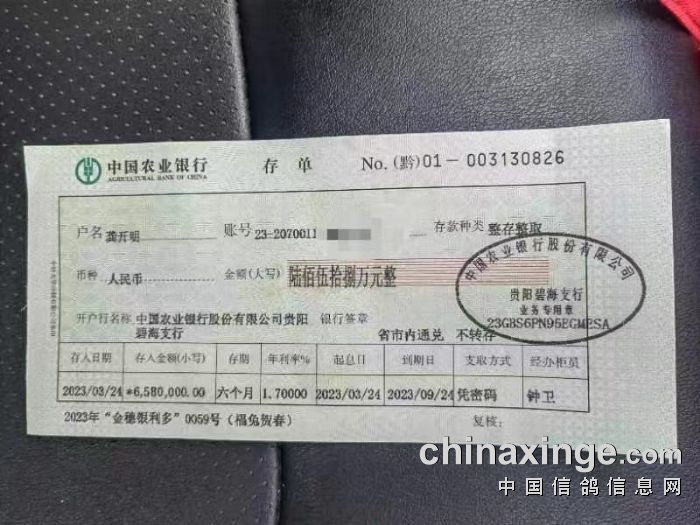 中国农业银行 存单 No.(黔)01-003130826
AGRICULTURAL BANK OF CHINA
户名 龚开明 账号 23-2070011 存款种类 整存整取
币种 人民币 金额(大写) 陆佰伍拾捌万元整
中国农业银行股份有限公司
贵阳碧海支行
业务专用章
23GBS6PN95EGMESA
开户行名称 中国农业银行股份有限公司贵阳碧海支行 银行签章
省市内通兑 不转存
存入日期 存入金额(小写) 存期 年利率% 起息日 到期日 支取方式 经办柜员
2023/03/24 *6,580,000.00 六个月 1.70000 2023/03/24 2023/09/24 凭密码 钟卫
2023年“金穗银利多”0059号(福兔贺春) 复核:
chinaxinge.com
中国信鸽信息网